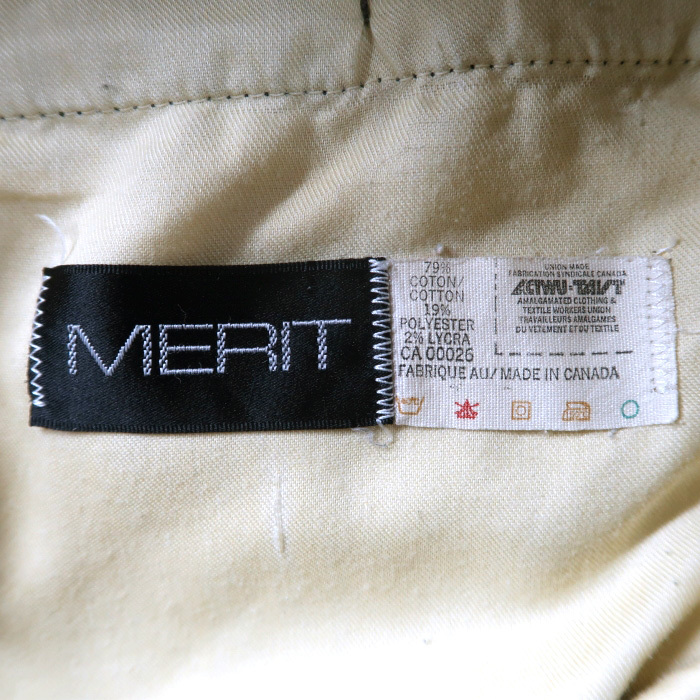 MERIT
79%
COTON/
COTTON
19%
POLYESTER
2% LYCRA
CA 00026
FABRIQUE AU/MADE IN CANADA
UNION MADE
FABRICATION SYNDICALE CANADA
ACTWU·TAVT
AMALGAMATED CLOTHING &
TEXTILE WORKERS UNION
TRAVAILLEURS AMALGAMES
DU VETEMENT ET DU TEXTILE